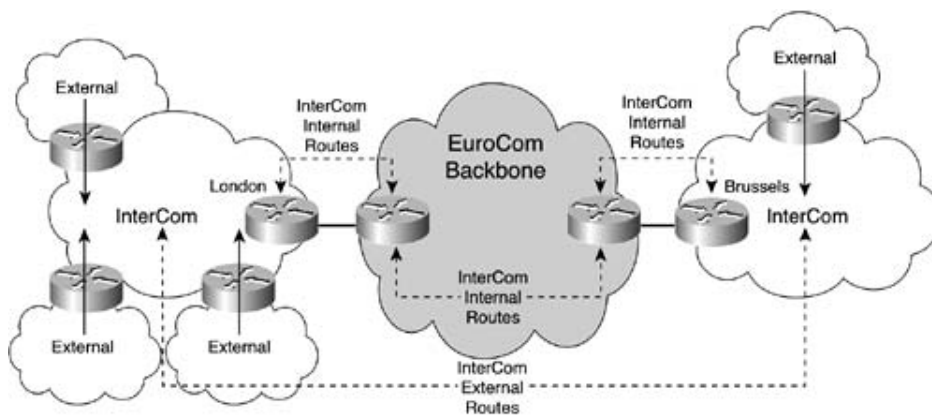 External
External
InterCom
Internal
Routes
InterCom
Internal
Routes
EuroCom
Backbone
London
Brussels
InterCom
InterCom
InterCom
Internal
Routes
External
External
InterCom
External
Routes